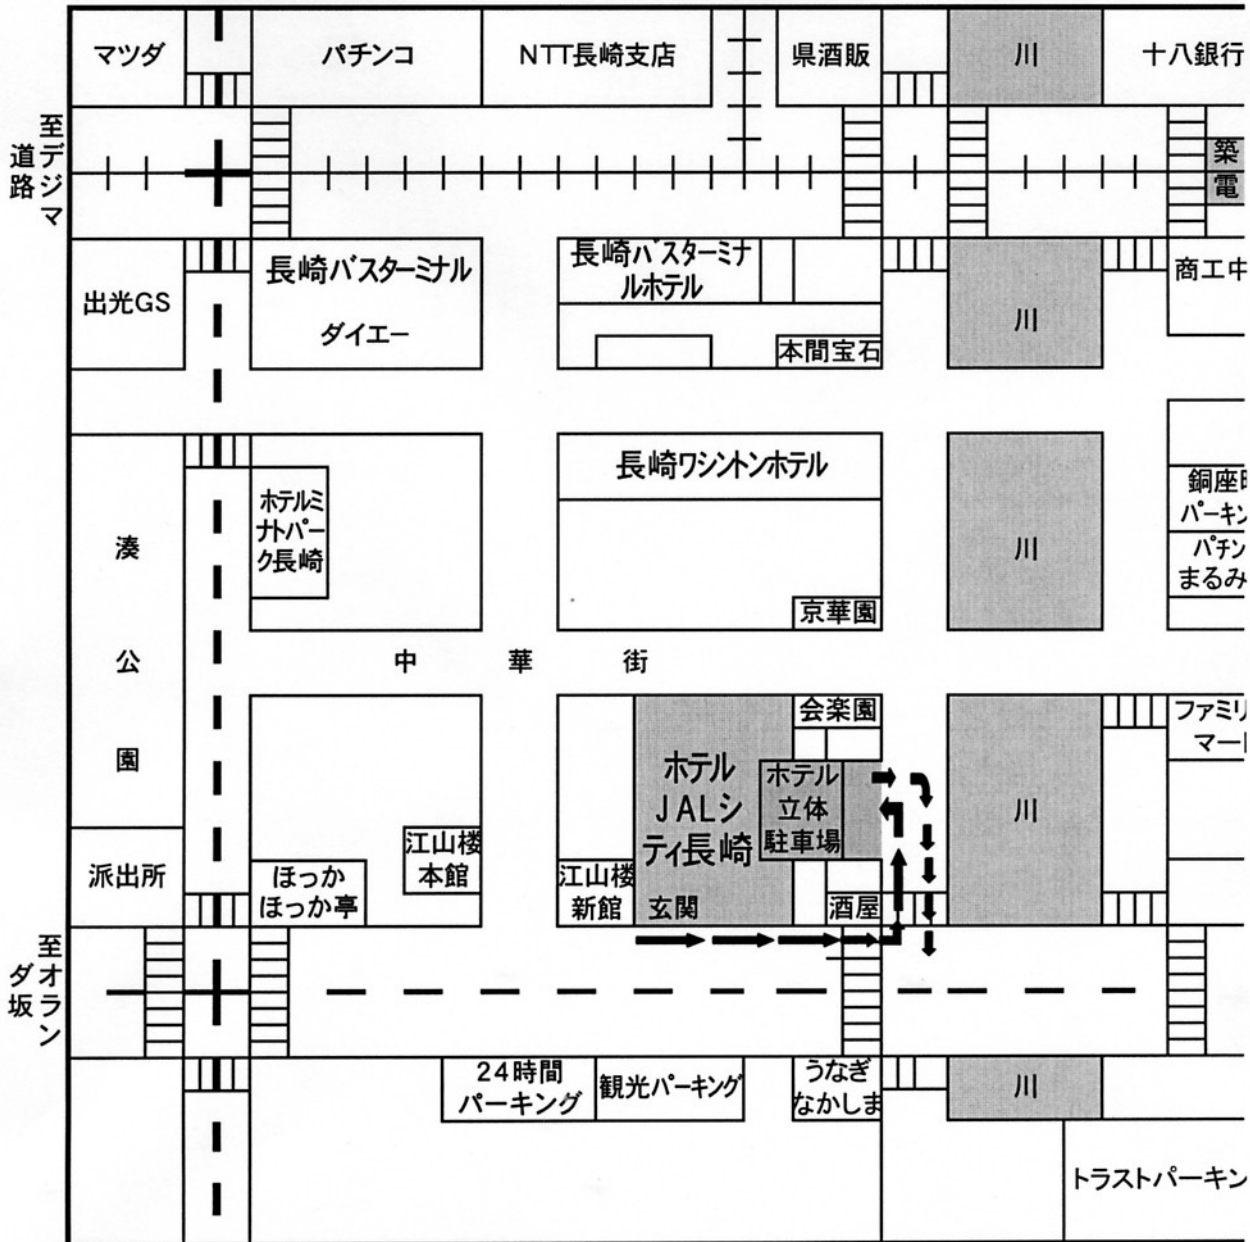 マツダ
パチンコ
NTT長崎支店
県酒販
川
十八銀行
至デジマ
道路
築
電
出光GS
長崎バスターミナル
ダイエー
長崎バスターミナ
ルホテル
本間宝石
川
商工中
湊公園
ホテルミ
ナトパー
ク長崎
長崎ワシントンホテル
京華園
川
銅座町
パーキン
パチン
まるみ
中華街
派出所
ほっか
ほっか亭
江山楼
本館
江山楼
新館
ホテル
JALシ
ティ長崎
玄関
会楽園
ホテル
立体
駐車場
酒屋
川
ファミリ
マー
至オラン
ダ坂
24時間
パーキング
観光パーキング
うなぎ
なかしま
川
トラストパーキン